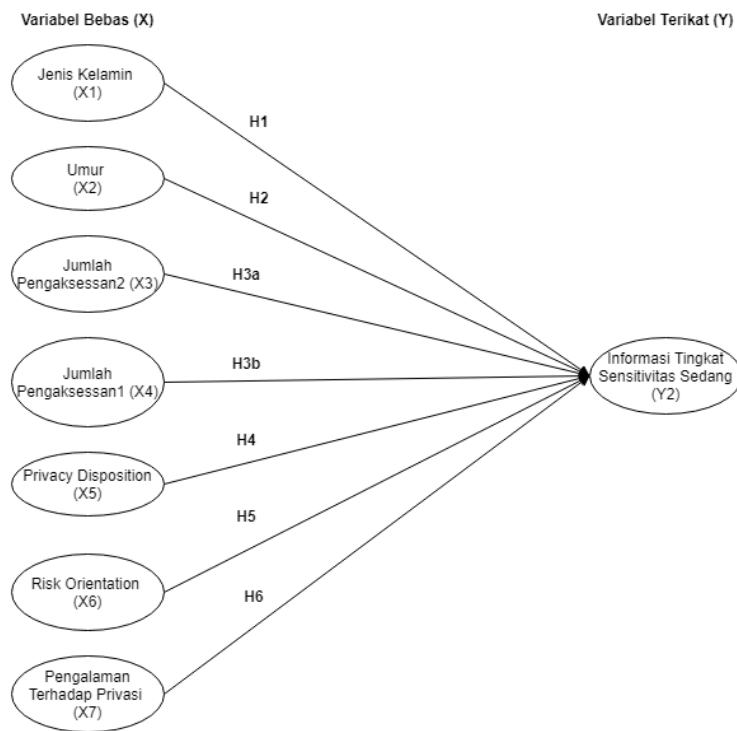 Variabel Bebas (X)
Variabel Terikat (Y)
Jenis Kelamin
(X1)
H1
Umur
(X2)
H2
Jumlah
Pengaksessan2 (X3)
H3a
Jumlah
Pengaksessan1 (X4)
H3b
Informasi Tingkat
Sensitivitas Sedang
(Y2)
Privacy Disposition
(X5)
H4
Risk Orientation
(X6)
H5
Pengalaman
Terhadap Privasi
(X7)
H6